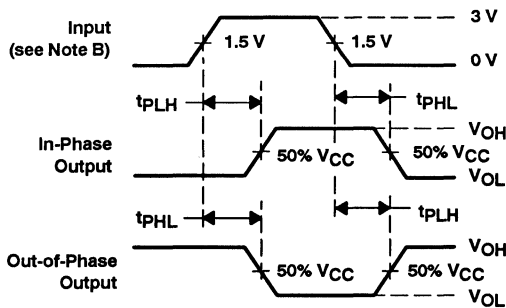 Input
(see Note B)
1.5 V
1.5 V
3 V
0 V
tPLH
tPHL
In-Phase
Output
50% VCC
50% VCC
VOH
VOL
tPHL
tPLH
Out-of-Phase
Output
50% VCC
50% VCC
VOH
VOL